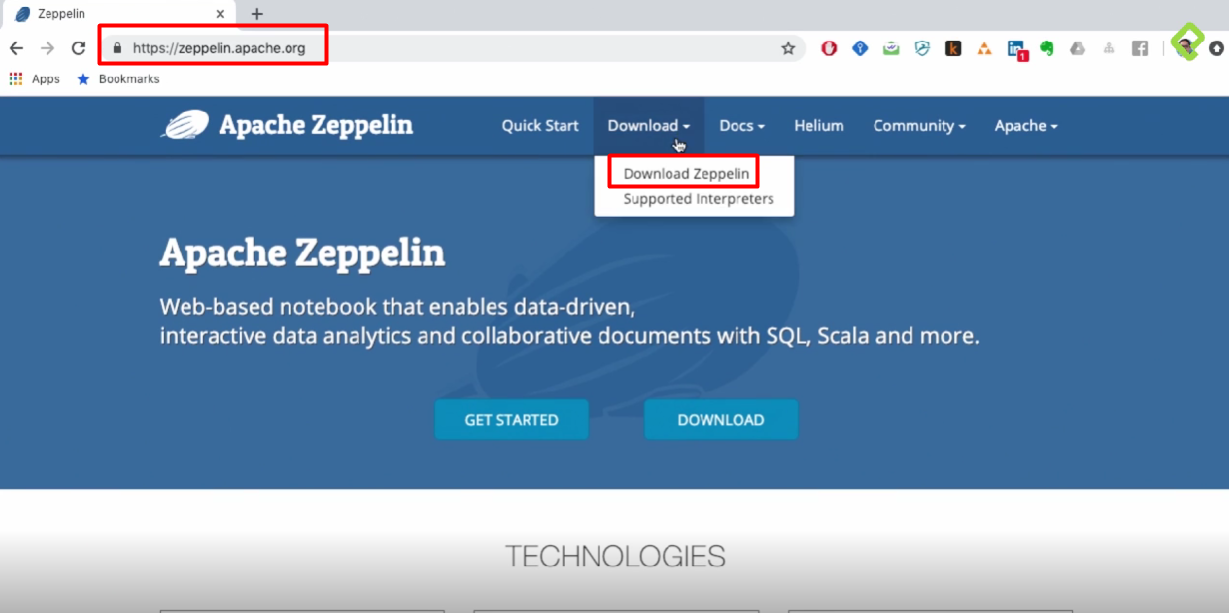 Zeppelin
https://zeppelin.apache.org
1
Apps
Bookmarks
Apache Zeppelin
Quick Start
Download
Docs
Helium
Community
Apache
Download Zeppelin
Supported Interpreters
Apache Zeppelin
Web-based notebook that enables data-driven,
interactive data analytics and collaborative documents with SQL, Scala and more.
GET STARTED
DOWNLOAD
TECHNOLOGIES